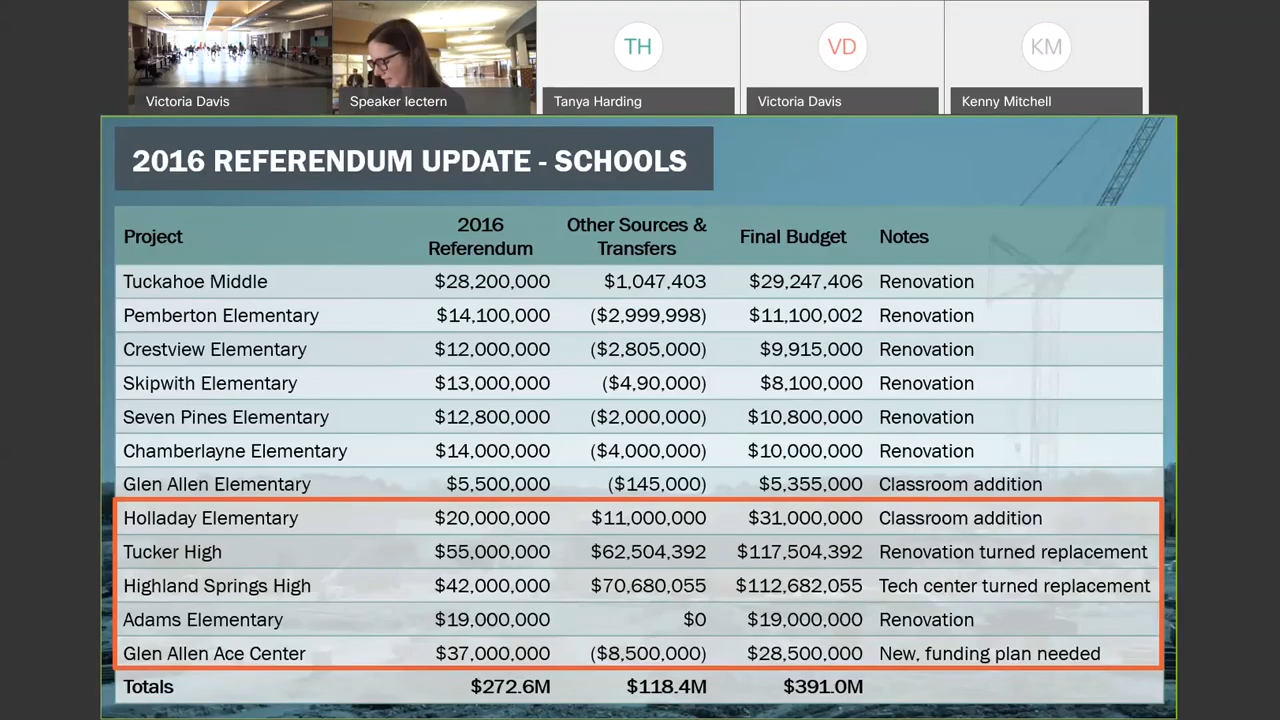 Victoria Davis
Speaker lectern
TH
Tanya Harding
VD
Victoria Davis
KM
Kenny Mitchell
2016 REFERENDUM UPDATE - SCHOOLS
Project 2016 Referendum Other Sources & Transfers Final Budget Notes
Tuckahoe Middle $28,200,000 $1,047,403 $29,247,406 Renovation
Pemberton Elementary $14,100,000 ($2,999,998) $11,100,002 Renovation
Crestview Elementary $12,000,000 ($2,805,000) $9,915,000 Renovation
Skipwith Elementary $13,000,000 ($4,90,000) $8,100,000 Renovation
Seven Pines Elementary $12,800,000 ($2,000,000) $10,800,000 Renovation
Chamberlayne Elementary $14,000,000 ($4,000,000) $10,000,000 Renovation
Glen Allen Elementary $5,500,000 ($145,000) $5,355,000 Classroom addition
Holladay Elementary $20,000,000 $11,000,000 $31,000,000 Classroom addition
Tucker High $55,000,000 $62,504,392 $117,504,392 Renovation turned replacement
Highland Springs High $42,000,000 $70,680,055 $112,682,055 Tech center turned replacement
Adams Elementary $19,000,000 $0 $19,000,000 Renovation
Glen Allen Ace Center $37,000,000 ($8,500,000) $28,500,000 New, funding plan needed
Totals $272.6M $118.4M $391.0M